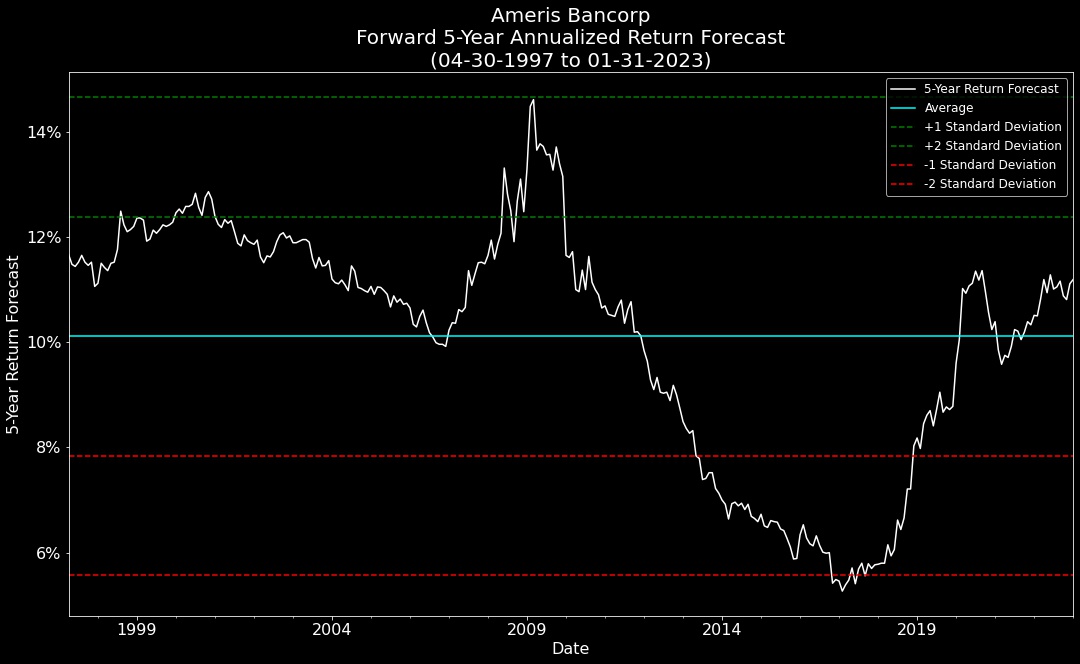 Ameris Bancorp
Forward 5-Year Annualized Return Forecast
(04-30-1997 to 01-31-2023)
5-Year Return Forecast
Average
+1 Standard Deviation
+2 Standard Deviation
-1 Standard Deviation
-2 Standard Deviation
14%
12%
10%
8%
6%
5-Year Return Forecast
1999
2004
2009
2014
2019
Date